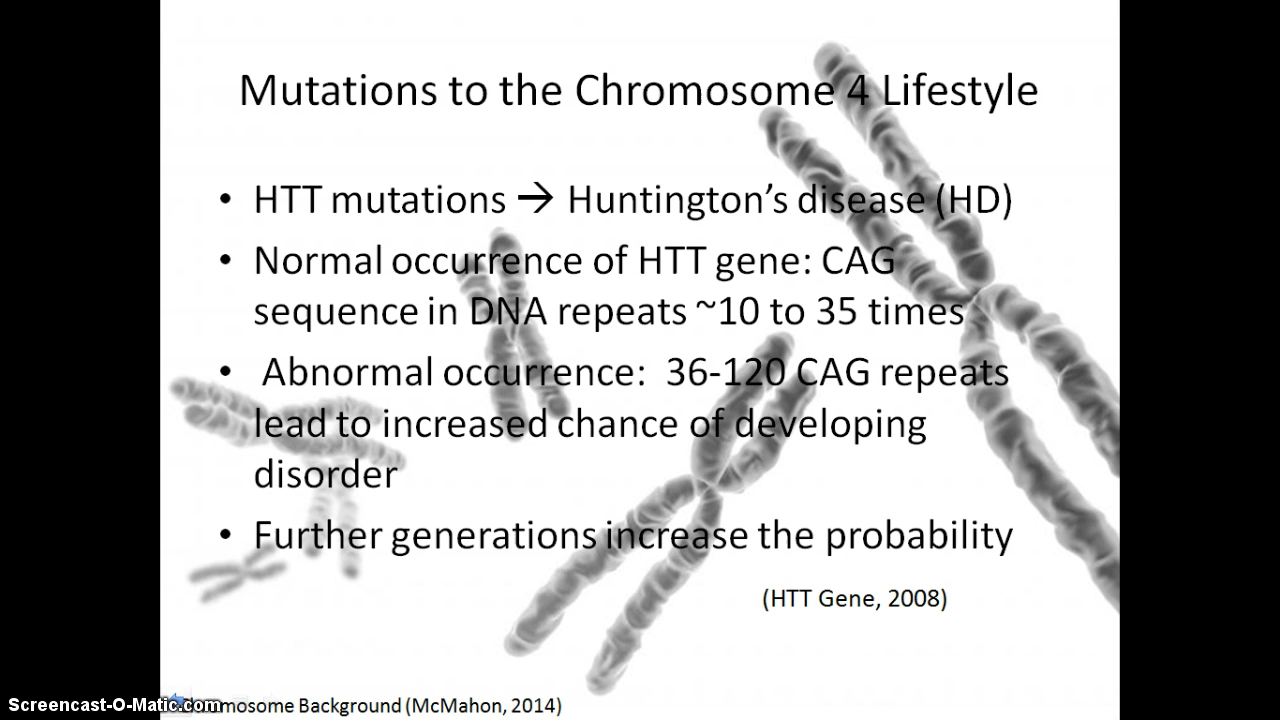 Mutations to the Chromosome 4 Lifestyle
• HTT mutations → Huntington's disease (HD)
• Normal occurrence of HTT gene: CAG
sequence in DNA repeats ~10 to 35 times
• Abnormal occurrence: 36-120 CAG repeats
lead to increased chance of developing
disorder
• Further generations increase the probability
(HTT Gene, 2008)
Screencast-O-Matic.com
Background (McMahon, 2014)